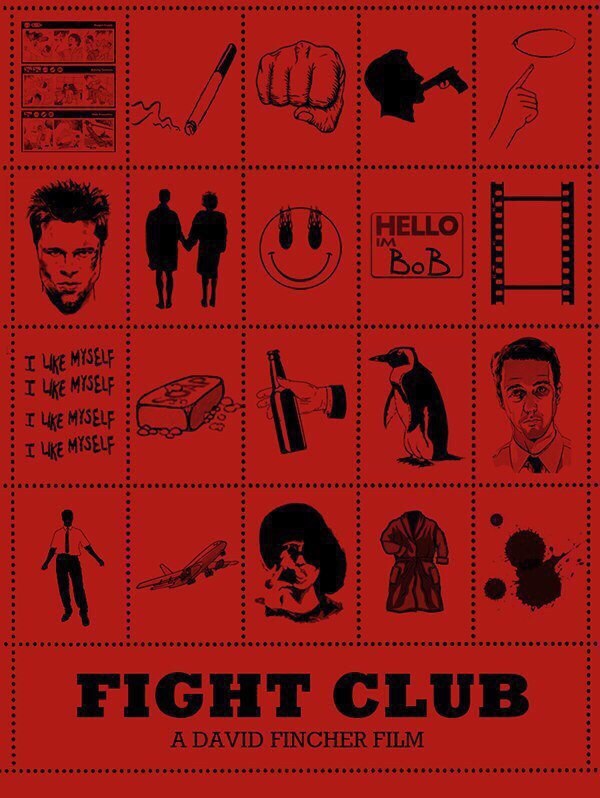 HELLO
IM
BoB
I LIKE MYSELF
I LIKE MYSELF
I LIKE MYSELF
I LIKE MYSELF
FIGHT CLUB
A DAVID FINCHER FILM